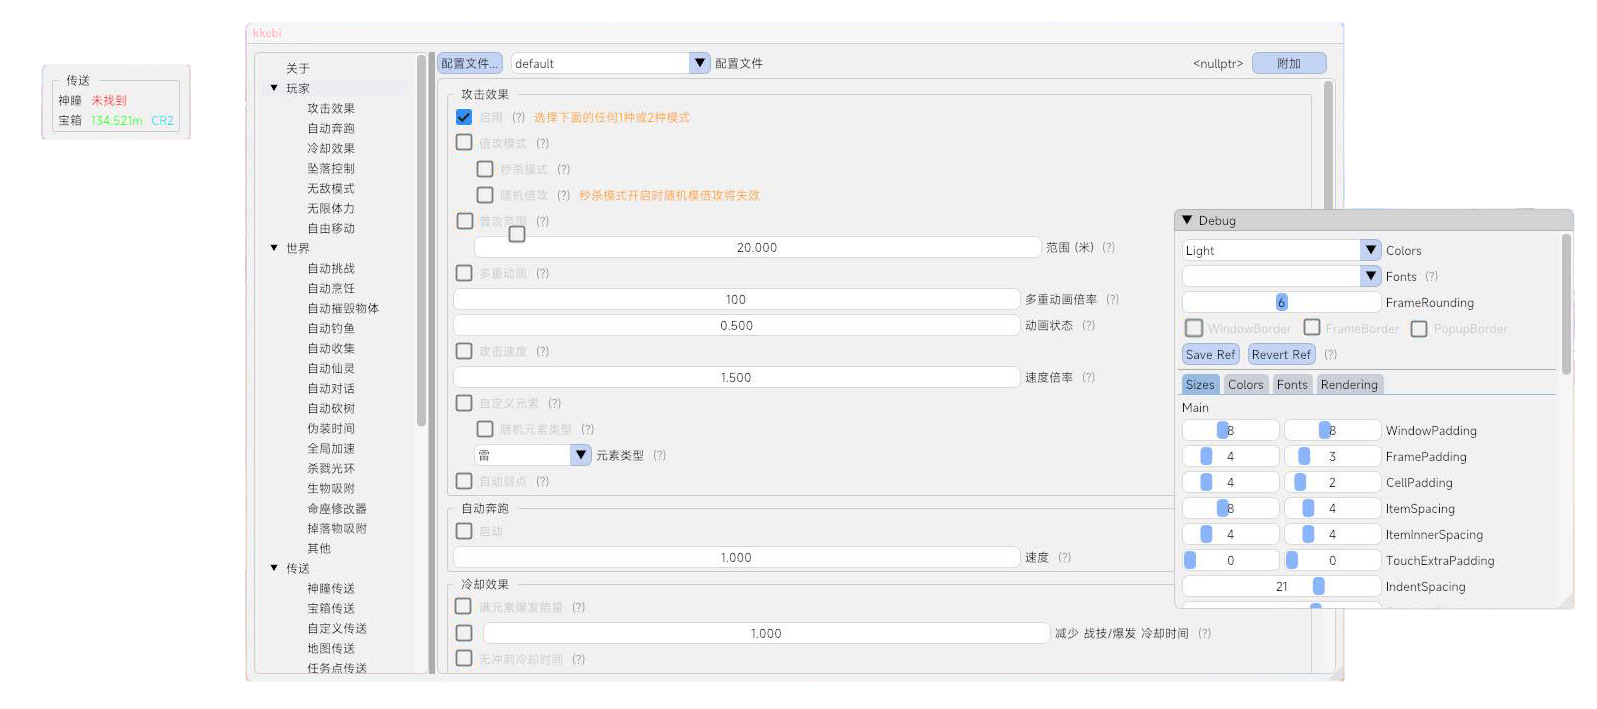 kkebi
传送
神瞳 未找到
宝箱 134.521m CR2
关于
玩家
攻击效果
自动奔跑
冷却效果
坠落控制
无敌模式
无限体力
自由移动
世界
自动挑战
自动烹饪
自动摧毁物体
自动钓鱼
自动收集
自动仙灵
自动对话
自动砍树
伪装时间
全局加速
杀戮光环
生物吸附
命座修改器
掉落物吸附
其他
传送
神瞳传送
宝箱传送
自定义传送
地图传送
任务点传送
配置文件... default 配置文件 <nullptr> 附加
攻击效果
启用 (?) 选择下面的任何1种或2种模式
倍攻模式 (?)
秒杀模式 (?)
随机倍攻 (?) 秒杀模式开启时随机模倍攻将失效
普攻范围 (?)
20.000 范围 (米) (?)
多重动画 (?)
100 多重动画倍率 (?)
0.500 动画状态 (?)
攻击速度 (?)
1.500 速度倍率 (?)
自定义元素 (?)
随机元素类型 (?)
雷 元素类型 (?)
自动弱点 (?)
自动奔跑
启动
1.000 速度 (?)
冷却效果
满元素爆发能量 (?)
1.000 减少 战技/爆发 冷却时间 (?)
无冲刺冷却时间 (?)
Debug
Light Colors
Fonts (?)
6 FrameRounding
WindowBorder FrameBorder PopupBorder
Save Ref Revert Ref (?)
Sizes Colors Fonts Rendering
Main
8 8 WindowPadding
4 3 FramePadding
4 2 CellPadding
8 4 ItemSpacing
4 4 ItemInnerSpacing
0 0 TouchExtraPadding
21 IndentSpacing